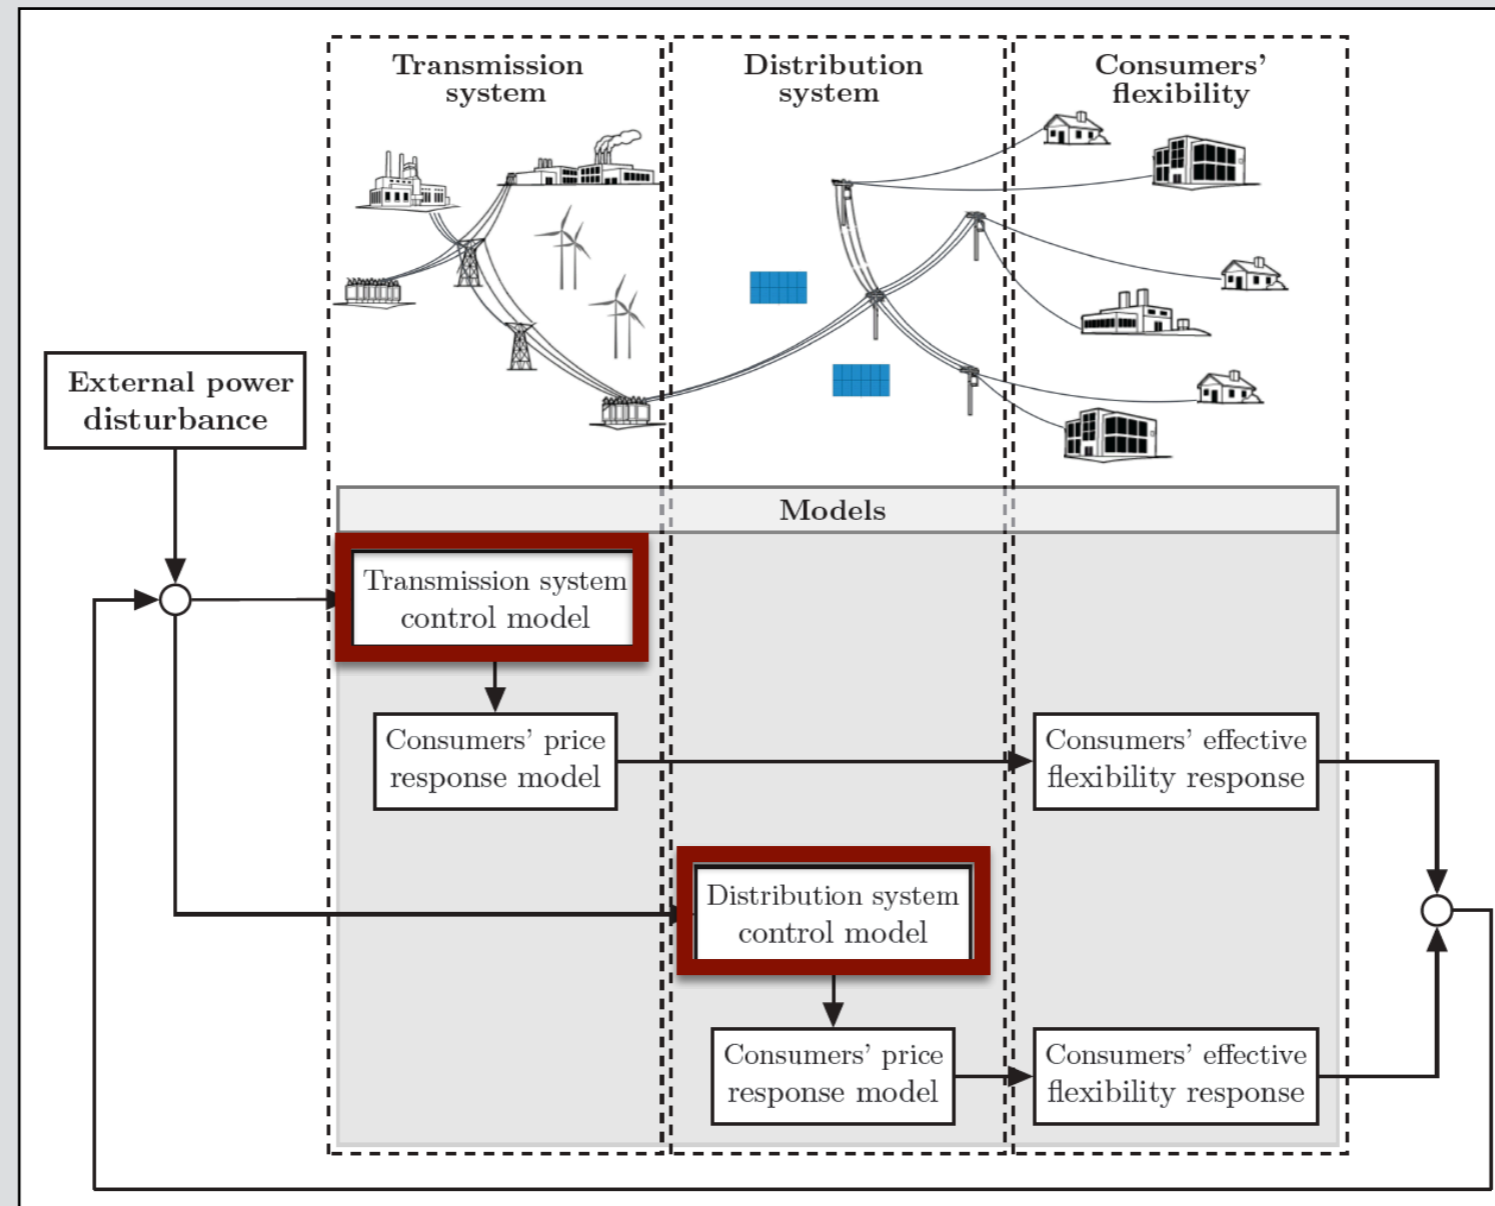 Transmission
system
Distribution
system
Consumers’
flexibility
External power
disturbance
Models
Transmission system
control model
Consumers’ price
response model
Consumers’ effective
flexibility response
Distribution system
control model
Consumers’ price
response model
Consumers’ effective
flexibility response